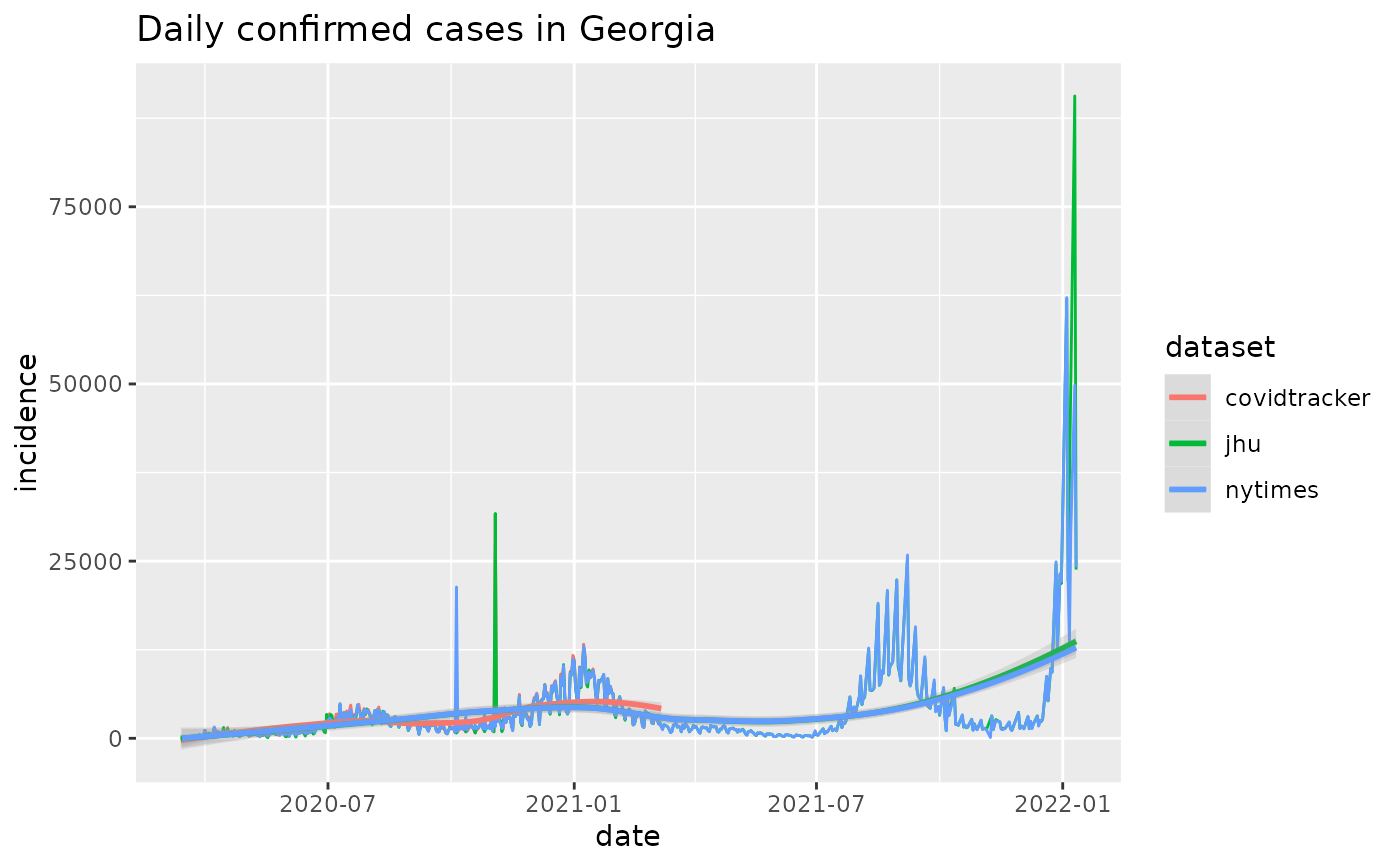 Daily confirmed cases in Georgia
incidence
75000
50000
25000
0
2020-07
2021-01
2021-07
2022-01
date
dataset
covidtracker
jhu
nytimes